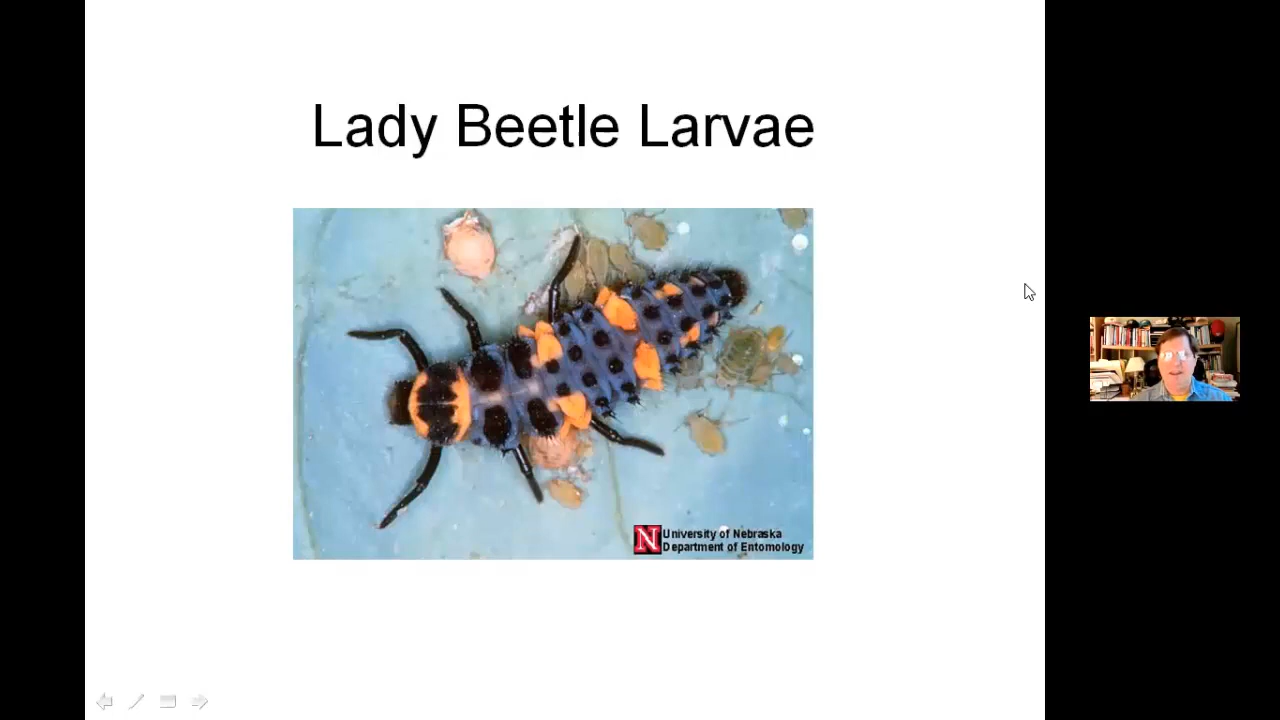 Lady Beetle Larvae
N
University of Nebraska
Department of Entomology